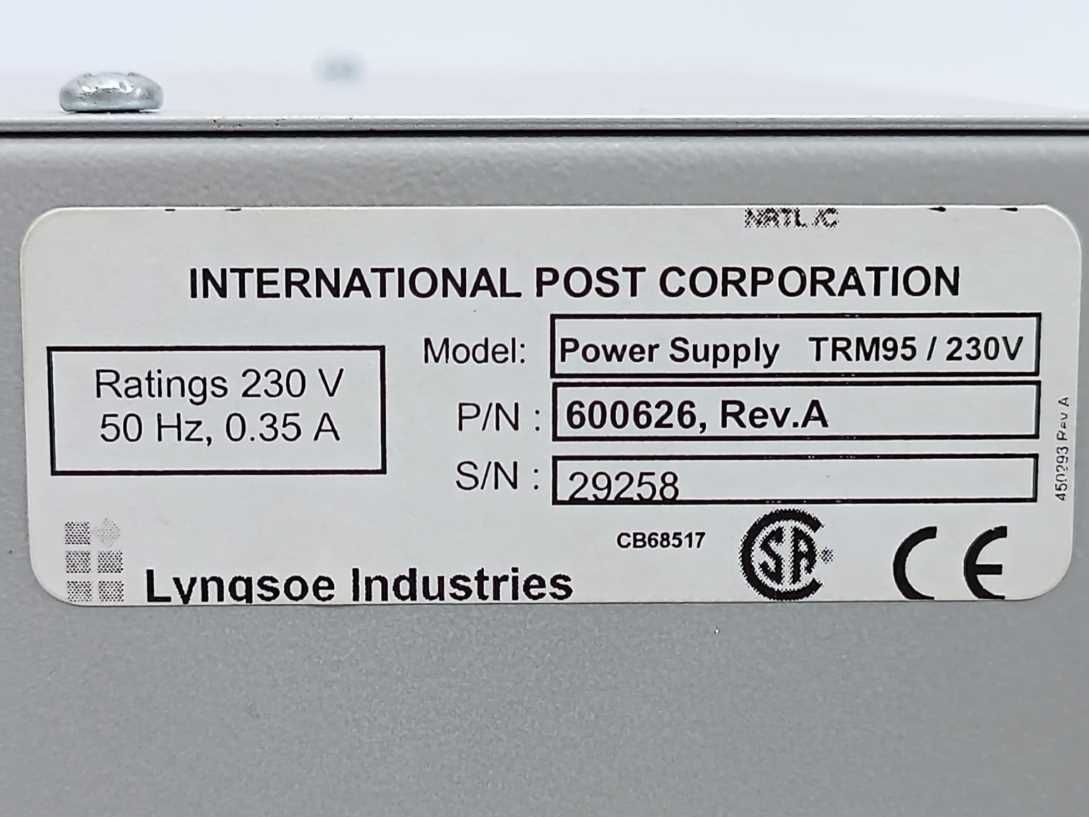 NRTL/C
INTERNATIONAL POST CORPORATION
Ratings 230 V
50 Hz, 0.35 A
Model: Power Supply TRM95 / 230V
P/N : 600626, Rev.A
S/N : 29258
450293 Rev A
CB68517
SA
CE
Lyngsoe Industries